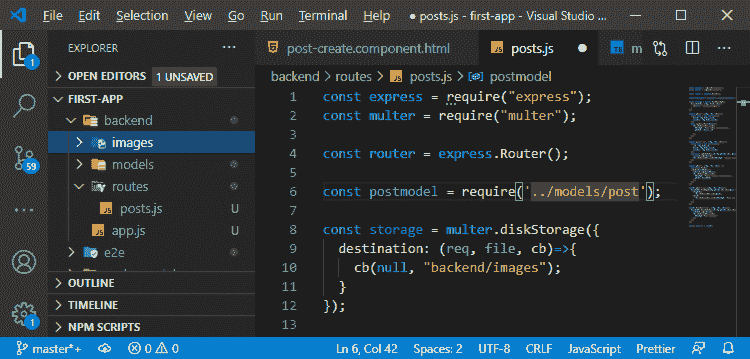 File Edit Selection View Go Run Terminal Help ● posts.js - first-app - Visual Studio ...
EXPLORER ...
OPEN EDITORS 1 UNSAVED
FIRST-APP
backend
images
models
routes
JS posts.js U
JS app.js U
e2e
OUTLINE
TIMELINE
NPM SCRIPTS
1
59
1
post-create.component.html JS posts.js ● TS m ...
backend > routes > JS posts.js > postmodel
1 const express = require("express");
2 const multer = require("multer");
3
4 const router = express.Router();
5
6 const postmodel = require('../models/post');
7
8 const storage = multer.diskStorage({
9 destination: (req, file, cb)=>{
10 cb(null, "backend/images");
11 }
12 });
13
master*+ 0 0 Ln 6, Col 42 Spaces: 2 UTF-8 CRLF JavaScript Prettier